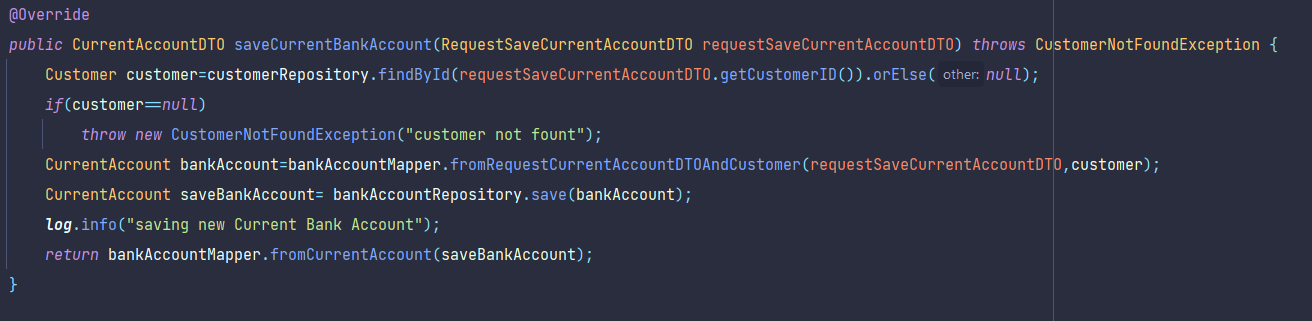 @Override
public CurrentAccountDTO saveCurrentBankAccount(RequestSaveCurrentAccountDTO requestSaveCurrentAccountDTO) throws CustomerNotFoundException {
    Customer customer=customerRepository.findById(requestSaveCurrentAccountDTO.getCustomerID()).orElse( other: null);
    if(customer==null)
        throw new CustomerNotFoundException("customer not fount");
    CurrentAccount bankAccount=bankAccountMapper.fromRequestCurrentAccountDTOAndCustomer(requestSaveCurrentAccountDTO,customer);
    CurrentAccount saveBankAccount= bankAccountRepository.save(bankAccount);
    log.info("saving new Current Bank Account");
    return bankAccountMapper.fromCurrentAccount(saveBankAccount);
}